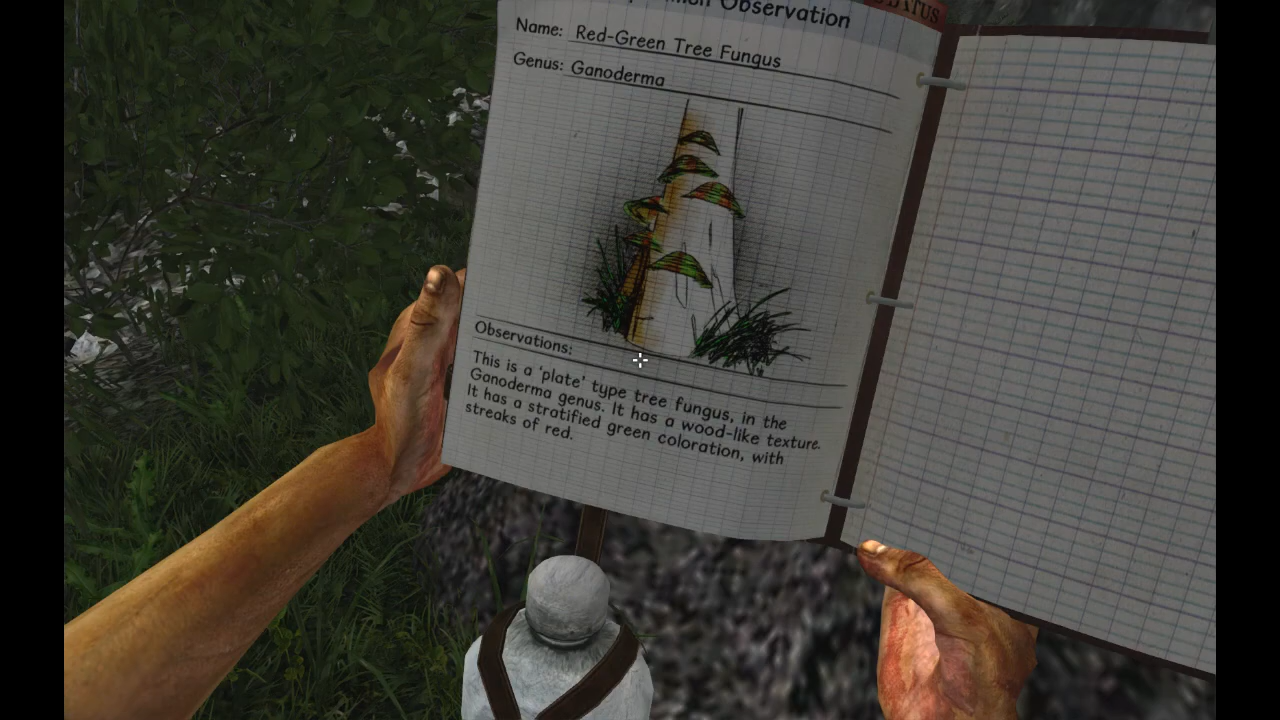 Observation
Name: Red-Green Tree Fungus
Genus: Ganoderma
Observations:
This is a 'plate' type tree fungus, in the
Ganoderma genus. It has a wood-like texture.
It has a stratified green coloration, with
streaks of red.